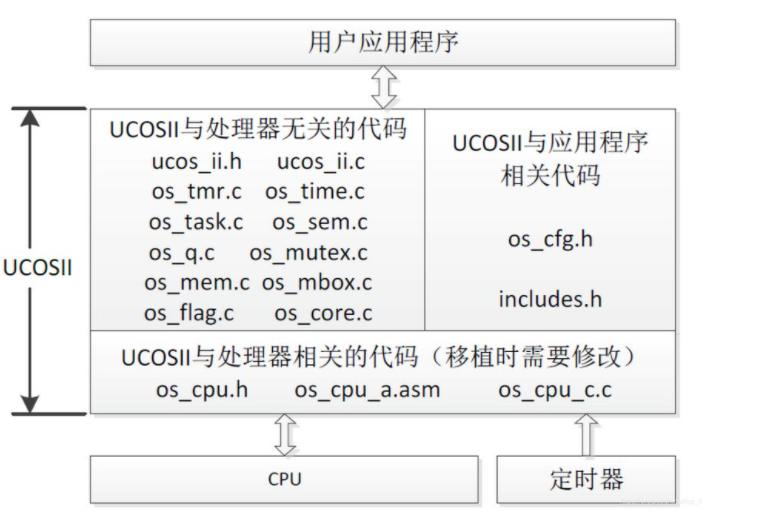 用户应用程序
UCOSII与处理器无关的代码
ucos_ii.h ucos_ii.c
os_tmr.c os_time.c
os_task.c os_sem.c
os_q.c os_mutex.c
os_mem.c os_mbox.c
os_flag.c os_core.c
UCOSII与应用程序
相关代码
os_cfg.h
includes.h
UCOSII
UCOSII与处理器相关的代码（移植时需要修改）
os_cpu.h os_cpu_a.asm os_cpu_c.c
CPU
定时器